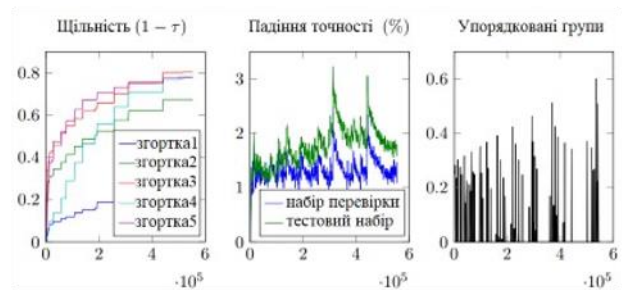 Щільність (1 − τ)
Падіння точності (%)
Упорядковані групи
0.8
0.6
0.4
0.2
0
згортка1
згортка2
згортка3
згортка4
згортка5
0 2 4 6
·10⁵
3
2
1
0
набір перевірки
тестовий набір
0 2 4 6
·10⁵
0.6
0.4
0.2
0
0 2 4 6
·10⁵